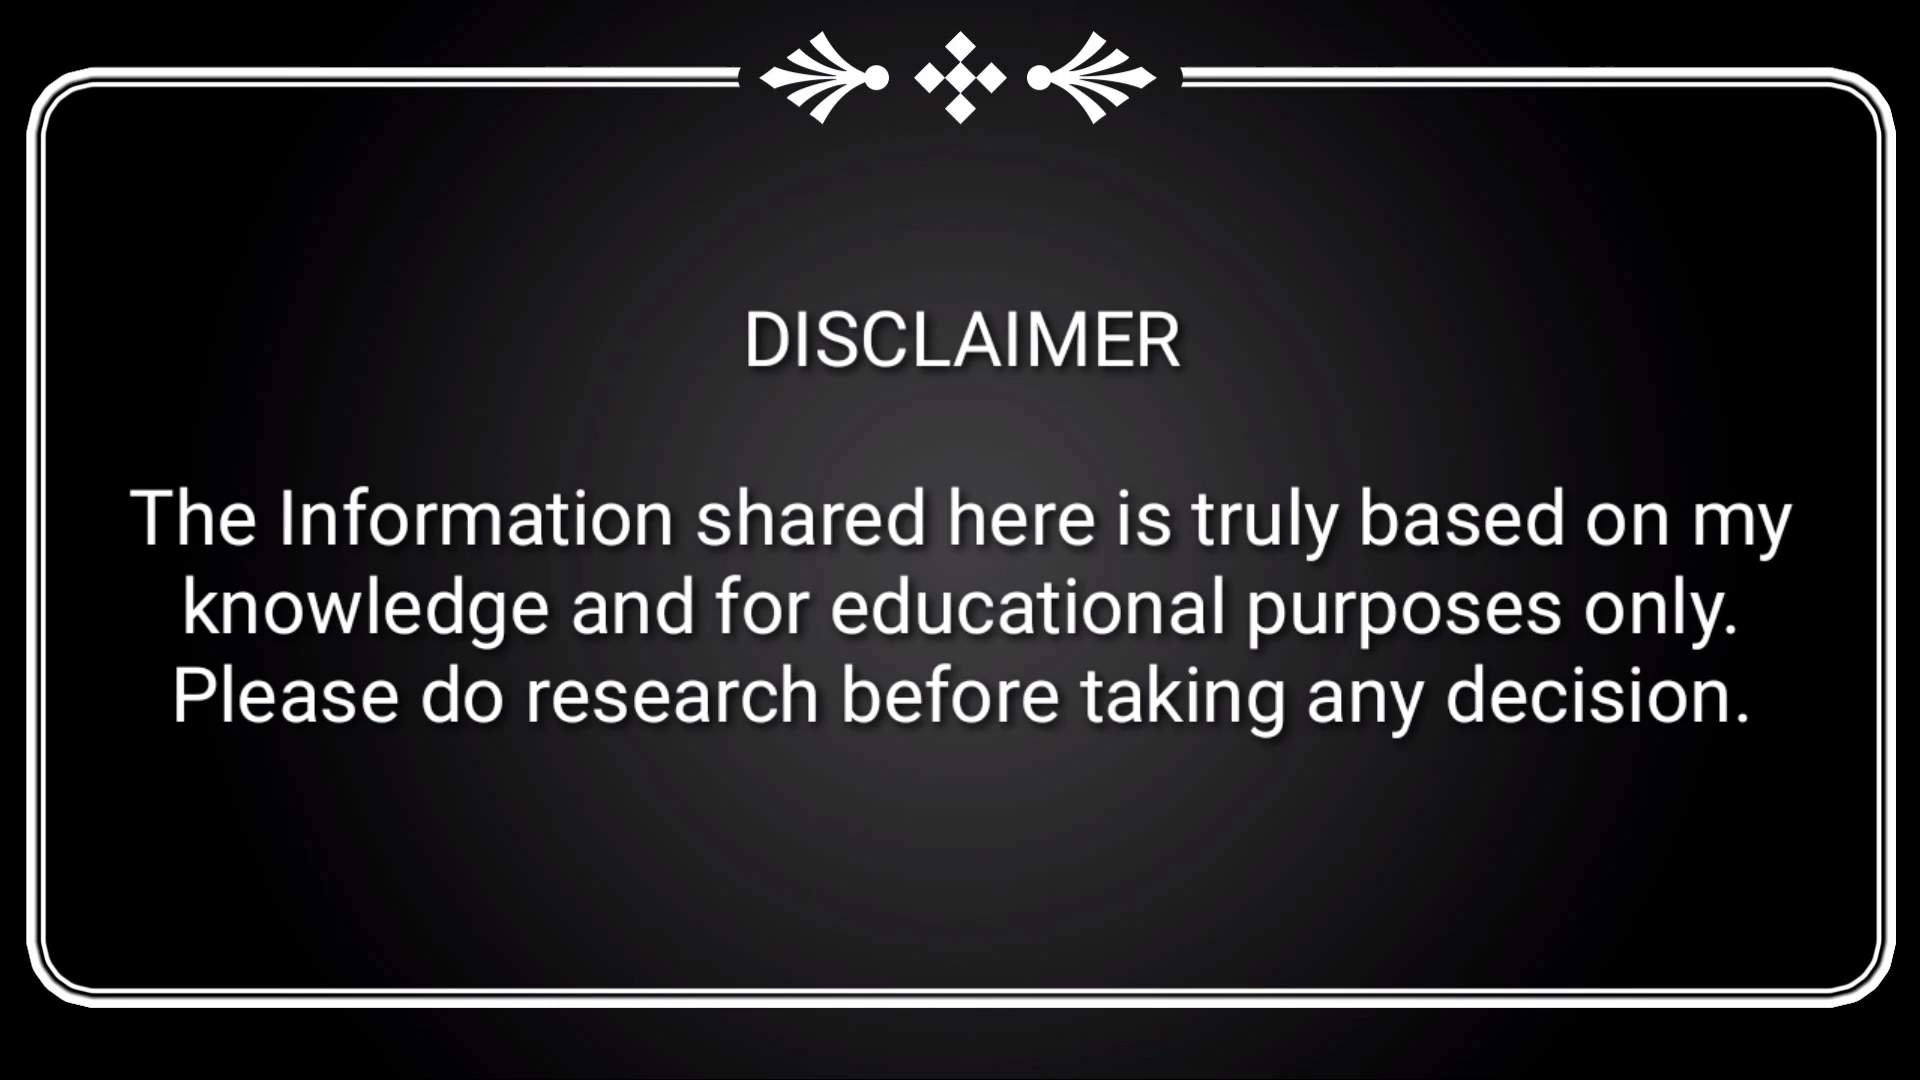 DISCLAIMER
The Information shared here is truly based on my
knowledge and for educational purposes only.
Please do research before taking any decision.